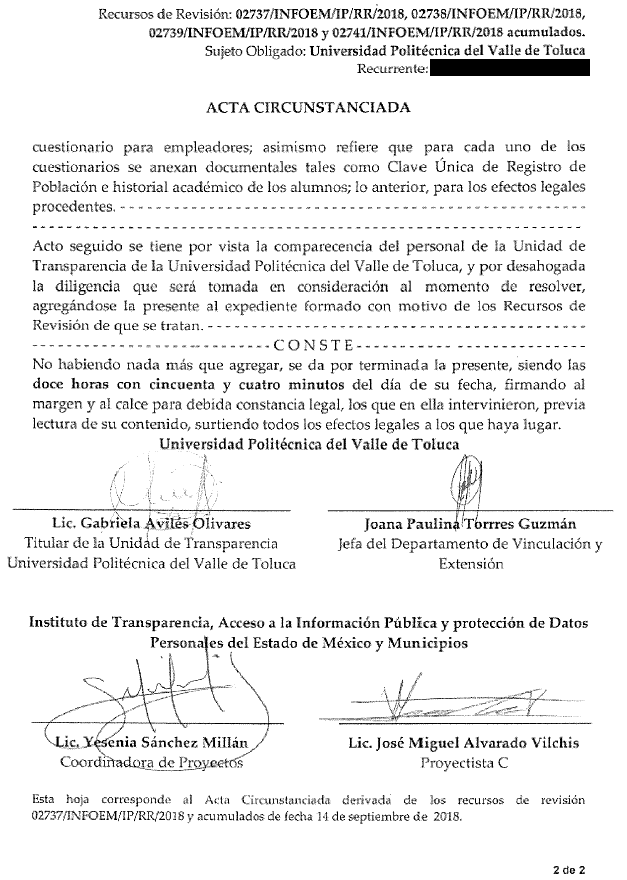 Recursos de Revisión: 02737/INFOEM/IP/RR/2018, 02738/INFOEM/IP/RR/2018,
02739/INFOEM/IP/RR/2018 y 02741/INFOEM/IP/RR/2018 acumulados.
Sujeto Obligado: Universidad Politécnica del Valle de Toluca
Recurrente:
ACTA CIRCUNSTANCIADA
cuestionario para empleadores; asimismo refiere que para cada uno de los
cuestionarios se anexan documentales tales como Clave Única de Registro de
Población e historial académico de los alumnos; lo anterior, para los efectos legales
procedentes. - - - - - - - - - - - - - - - - - - - - - - - - - - - - - - - - - - - - - - - - - - - - - - - - - - - -
- - - - - - - - - - - - - - - - - - - - - - - - - - - - - - - - - - - - - - - - - - - - - - - - - - - - - - - - - - - -
Acto seguido se tiene por vista la comparecencia del personal de la Unidad de
Transparencia de la Universidad Politécnica del Valle de Toluca, y por desahogada
la diligencia que será tomada en consideración al momento de resolver,
agregándose la presente al expediente formado con motivo de los Recursos de
Revisión de que se tratan. - - - - - - - - - - - - - - - - - - - - - - - - - - - - - - - - - - - - - - - - - -
- - - - - - - - - - - - - - - - - - - - - - - - - - C O N S T E - - - - - - - - - - - - - - - - - - - - - - - - -
No habiendo nada más que agregar, se da por terminada la presente, siendo las
doce horas con cincuenta y cuatro minutos del día de su fecha, firmando al
margen y al calce para debida constancia legal, los que en ella intervinieron, previa
lectura de su contenido, surtiendo todos los efectos legales a los que haya lugar.
Universidad Politécnica del Valle de Toluca
Lic. Gabriela Avilés Olivares
Titular de la Unidad de Transparencia
Universidad Politécnica del Valle de Toluca
Joana Paulina Torrres Guzmán
Jefa del Departamento de Vinculación y
Extensión
Instituto de Transparencia, Acceso a la Información Pública y protección de Datos
Personales del Estado de México y Municipios
Lic. Yesenia Sánchez Millán
Coordinadora de Proyectos
Lic. José Miguel Alvarado Vilchis
Proyectista C
Esta hoja corresponde al Acta Circunstanciada derivada de los recursos de revisión
02737/INFOEM/IP/RR/2018 y acumulados de fecha 14 de septiembre de 2018.
2 de 2